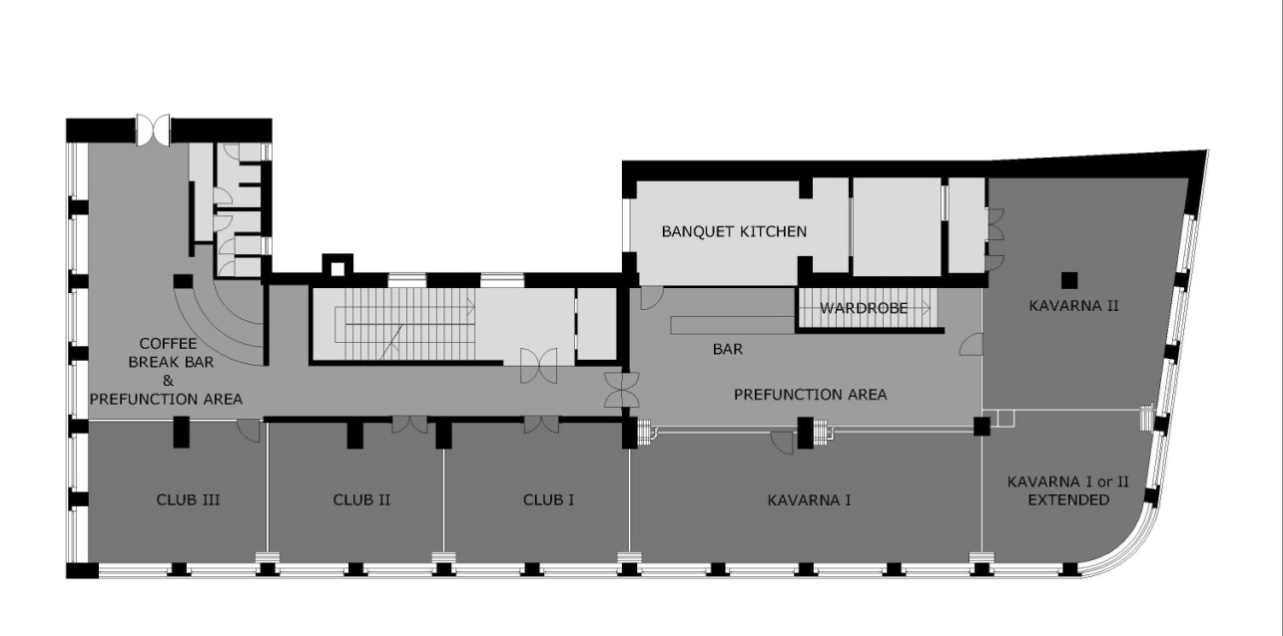 BANQUET KITCHEN
WARDROBE
KAVARNA II
COFFEE
BREAK BAR
&
PREFUNCTION AREA
BAR
PREFUNCTION AREA
CLUB III
CLUB II
CLUB I
KAVARNA I
KAVARNA I or II
EXTENDED